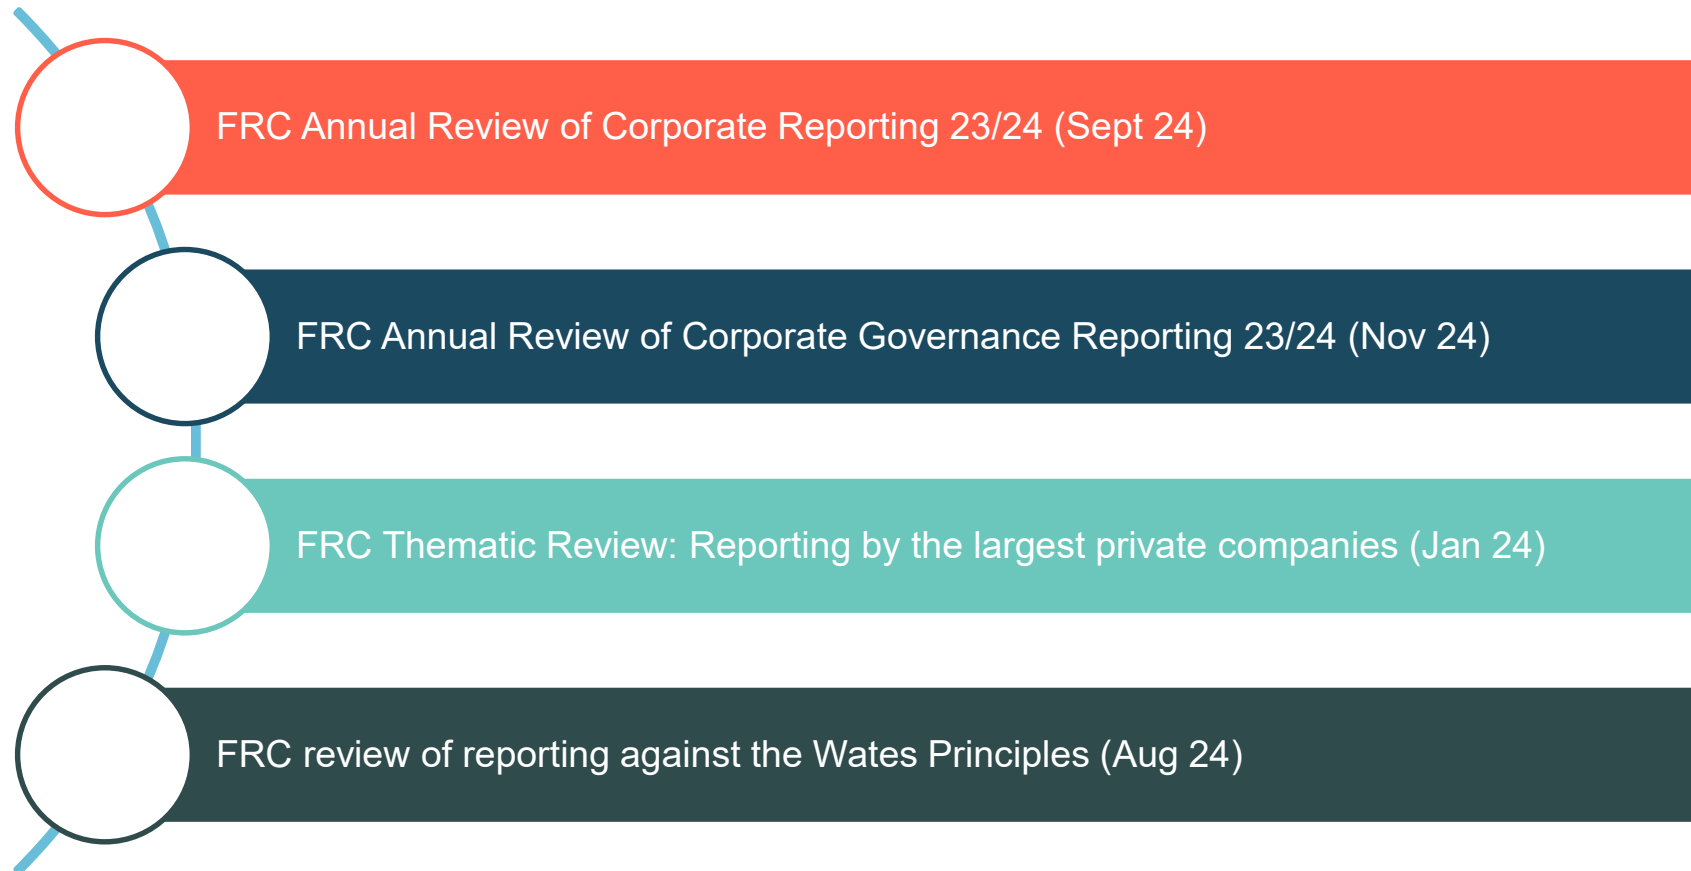 FRC Annual Review of Corporate Reporting 23/24 (Sept 24)
FRC Annual Review of Corporate Governance Reporting 23/24 (Nov 24)
FRC Thematic Review: Reporting by the largest private companies (Jan 24)
FRC review of reporting against the Wates Principles (Aug 24)